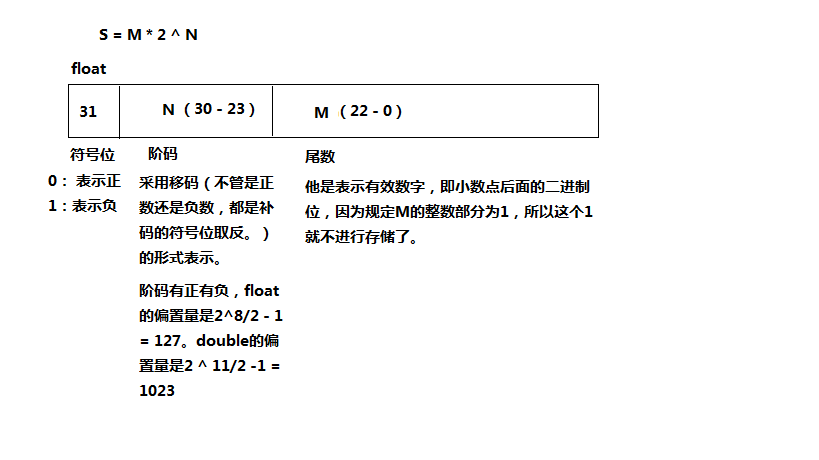 S = M * 2 ^ N
float
31
N （30 - 23）
M （22 - 0）
符号位
阶码
尾数
0： 表示正
1：表示负
采用移码（不管是正
数还是负数，都是补
码的符号位取反。）
的形式表示。
阶码有正有负，float
的偏置量是2^8/2 - 1
= 127。double的偏
置量是2 ^ 11/2 -1 =
1023
他是表示有效数字，即小数点后面的二进制
位，因为规定M的整数部分为1，所以这个1
就不进行存储了。